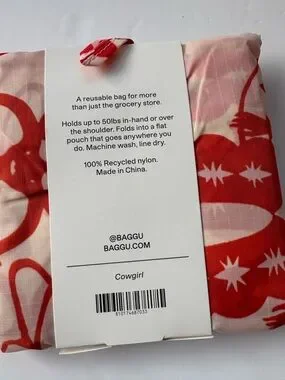 A reusable bag for more
than just the grocery store.
Holds up to 50lbs in-hand or over
the shoulder. Folds into a flat
pouch that goes anywhere you
do. Machine wash, line dry.
100% Recycled nylon.
Made in China.
@BAGGU
BAGGU.COM
Cowgirl
810174687033